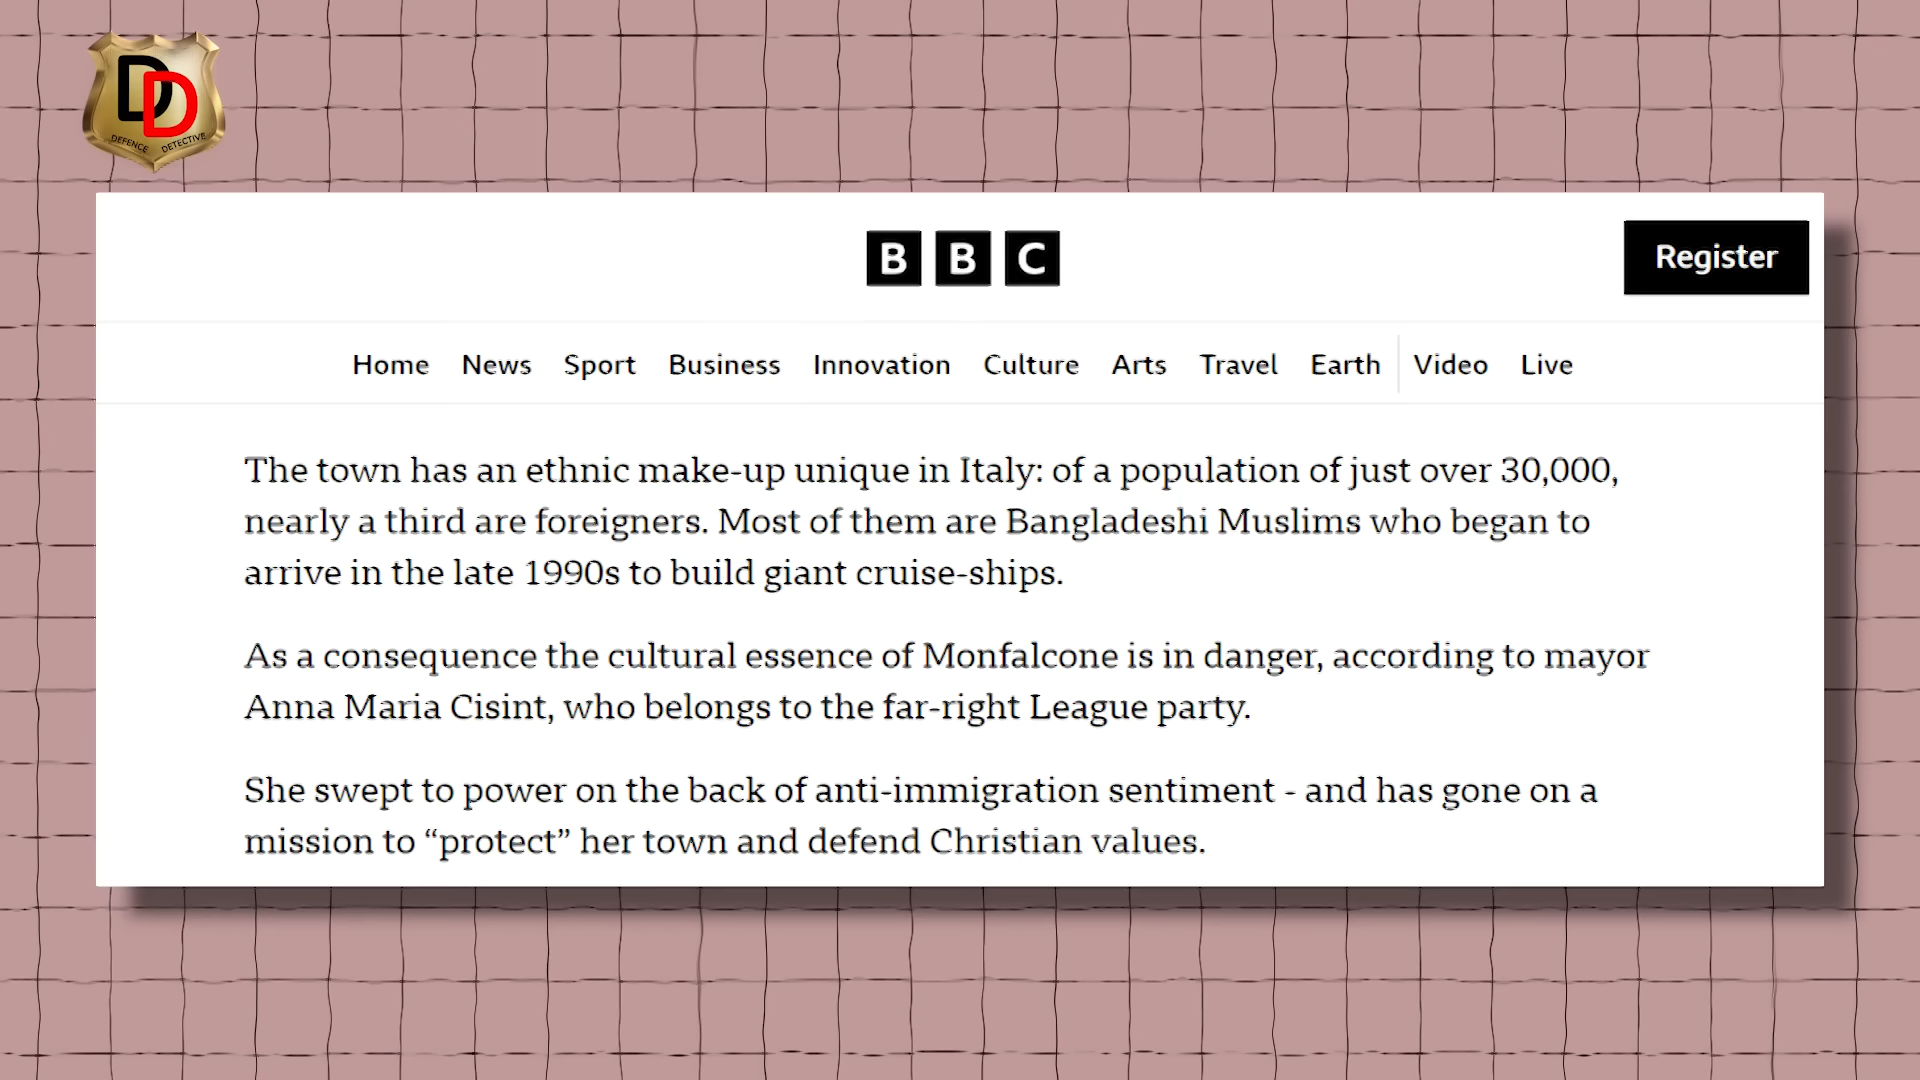 DD
DEFENCE DETECTIVE
BBC
Register
Home News Sport Business Innovation Culture Arts Travel Earth Video Live
The town has an ethnic make-up unique in Italy: of a population of just over 30,000,
nearly a third are foreigners. Most of them are Bangladeshi Muslims who began to
arrive in the late 1990s to build giant cruise-ships.
As a consequence the cultural essence of Monfalcone is in danger, according to mayor
Anna Maria Cisint, who belongs to the far-right League party.
She swept to power on the back of anti-immigration sentiment - and has gone on a
mission to “protect” her town and defend Christian values.